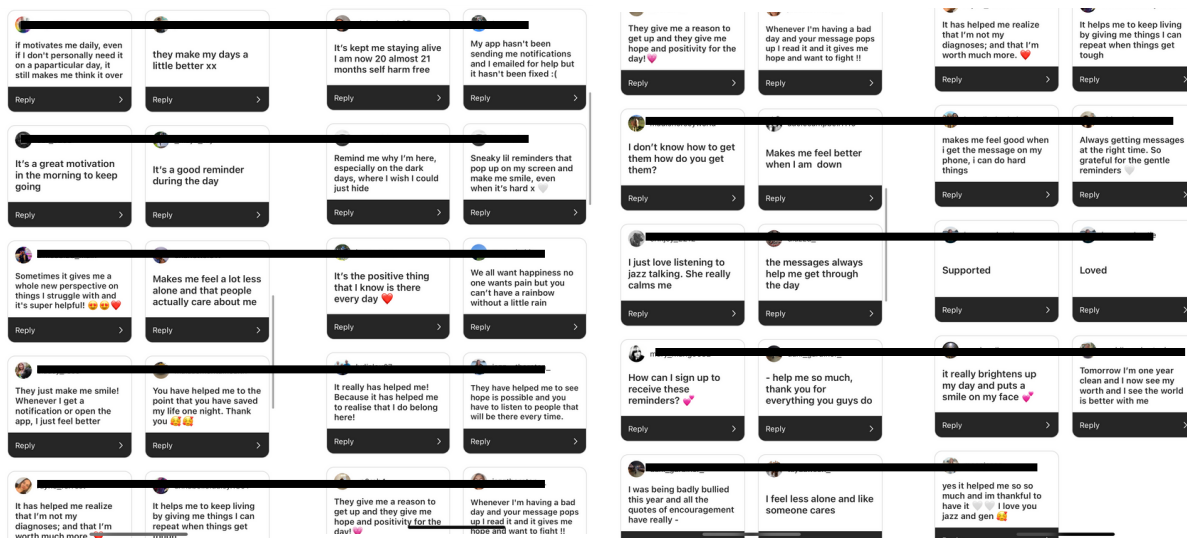 if motivates me daily, even
if I don't personally need it
on a paparticular day, it
still makes me think it over
Reply
they make my days a
little better xx
Reply
It's kept me staying alive
I am now 20 almost 21
months self harm free
Reply
My app hasn't been
sending me notifications
and I emailed for help but
it hasn't been fixed :(
Reply
It's a great motivation
in the morning to keep
going
Reply
It's a good reminder
during the day
Reply
Remind me why I'm here,
especially on the dark
days, where I wish I could
just hide
Reply
Sneaky lil reminders that
pop up on my screen and
make me smile, even
when it's hard x 🤍
Reply
Sometimes it gives me a
whole new perspective on
things I struggle with and
it's super helpful! 😍😍❤️
Reply
Makes me feel a lot less
alone and that people
actually care about me
Reply
It's the positive thing
that I know is there
every day ❤️
Reply
We all want happiness no
one wants pain but you
can't have a rainbow
without a little rain
Reply
They just make me smile!
Whenever I get a
notification or open the
app, I just feel better
Reply
You have helped me to the
point that you have saved
my life one night. Thank
you 🥰🥰
Reply
It really has helped me!
Because it has helped me
to realise that I do belong
here!
Reply
They have helped me to see
hope is possible and you
have to listen to people that
will be there every time.
Reply
It has helped me realize
that I'm not my
diagnoses; and that I'm
worth much more
It helps me to keep living
by giving me things I can
repeat when things get
tough
They give me a reason to
get up and they give me
hope and positivity for the
day!💗
Whenever I'm having a bad
day and your message pops
up I read it and it gives me
hope and want to fight !!
They give me a reason to
get up and they give me
hope and positivity for the
day!💗
Reply
Whenever I'm having a bad
day and your message pops
up I read it and it gives me
hope and want to fight !!
Reply
It has helped me realize
that I'm not my
diagnoses; and that I'm
worth much more. ❤️
Reply
It helps me to keep living
by giving me things I can
repeat when things get
tough
Reply
I don't know how to get
them how do you get
them?
Reply
Makes me feel better
when I am down
Reply
makes me feel good when
i get the message on my
phone, i can do hard
things
Reply
Always getting messages
at the right time. So
grateful for the gentle
reminders 🤍
Reply
I just love listening to
jazz talking. She really
calms me
Reply
the messages always
help me get through
the day
Reply
Supported
Reply
Loved
Reply
How can I sign up to
receive these
reminders? 💕
Reply
- help me so much,
thank you for
everything you guys do
Reply
it really brightens up
my day and puts a
smile on my face 💕
Reply
Tomorrow I'm one year
clean and I now see my
worth and I see the world
is better with me
Reply
I was being badly bullied
this year and all the
quotes of encouragement
have really -
I feel less alone and like
someone cares
yes it helped me so so
much and im thankful to
have it 🤍🤍 I love you
jazz and gen 🥰